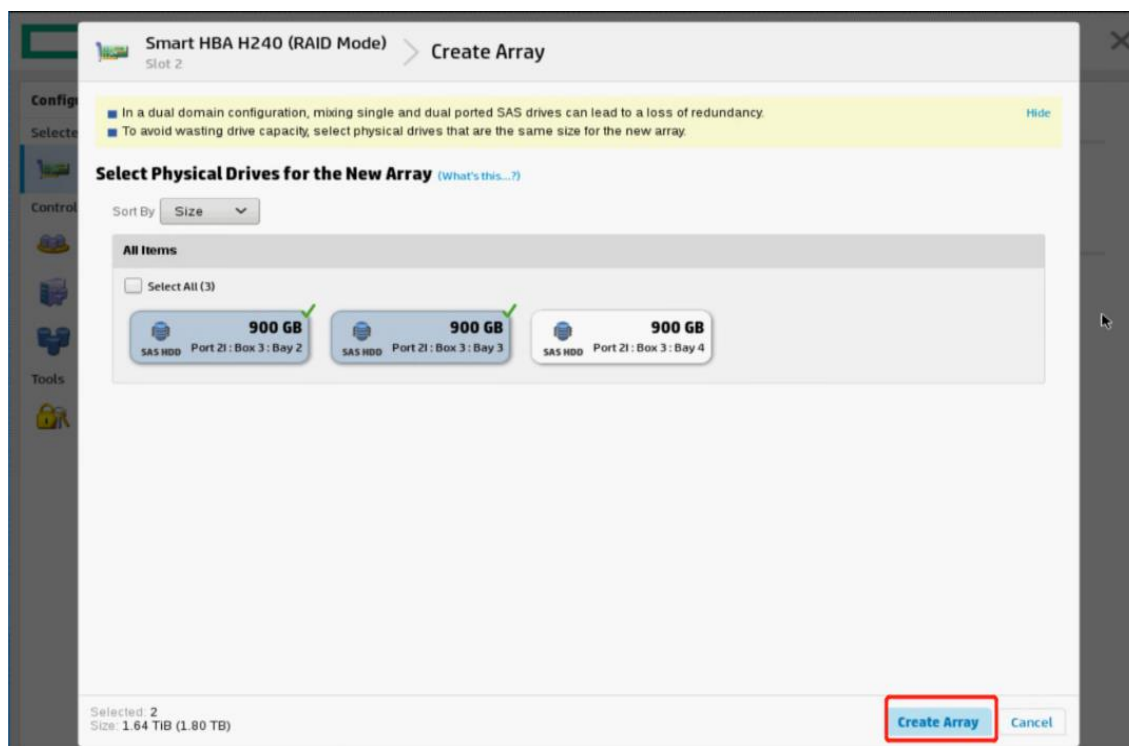 Smart HBA H240 (RAID Mode)
Slot 2
Create Array
In a dual domain configuration, mixing single and dual ported SAS drives can lead to a loss of redundancy.
Hide
To avoid wasting drive capacity, select physical drives that are the same size for the new array.
Select Physical Drives for the New Array (What's this...?)
Sort By Size
All Items
Select All (3)
900 GB
SAS HDD Port 2I : Box 3 : Bay 2
900 GB
SAS HDD Port 2I : Box 3 : Bay 3
900 GB
SAS HDD Port 2I : Box 3 : Bay 4
Selected: 2
Size: 1.64 TiB (1.80 TB)
Create Array
Cancel
Tools